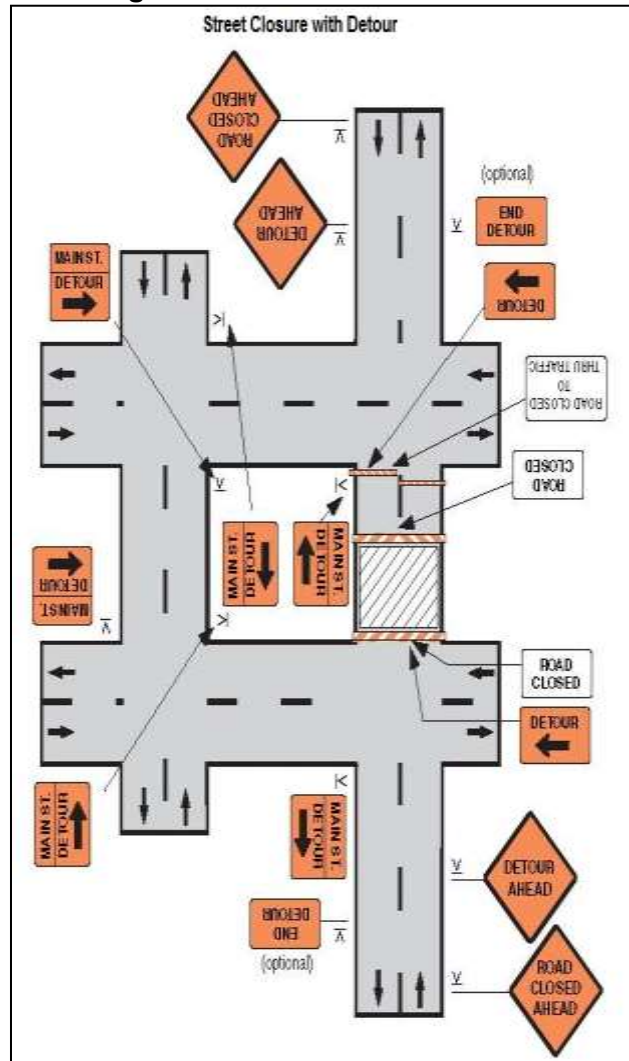 Street Closure with Detour
ROAD
CLOSED
AHEAD
DETOUR
AHEAD
(optional)
END
DETOUR
MAIN ST.
DETOUR
DETOUR
ROAD CLOSED
TO
THRU TRAFFIC
ROAD
CLOSED
MAIN ST.
DETOUR
MAIN ST.
DETOUR
MAIN ST.
DETOUR
ROAD
CLOSED
DETOUR
MAIN ST.
DETOUR
MAIN ST.
DETOUR
DETOUR
AHEAD
END
DETOUR
(optional)
ROAD
CLOSED
AHEAD